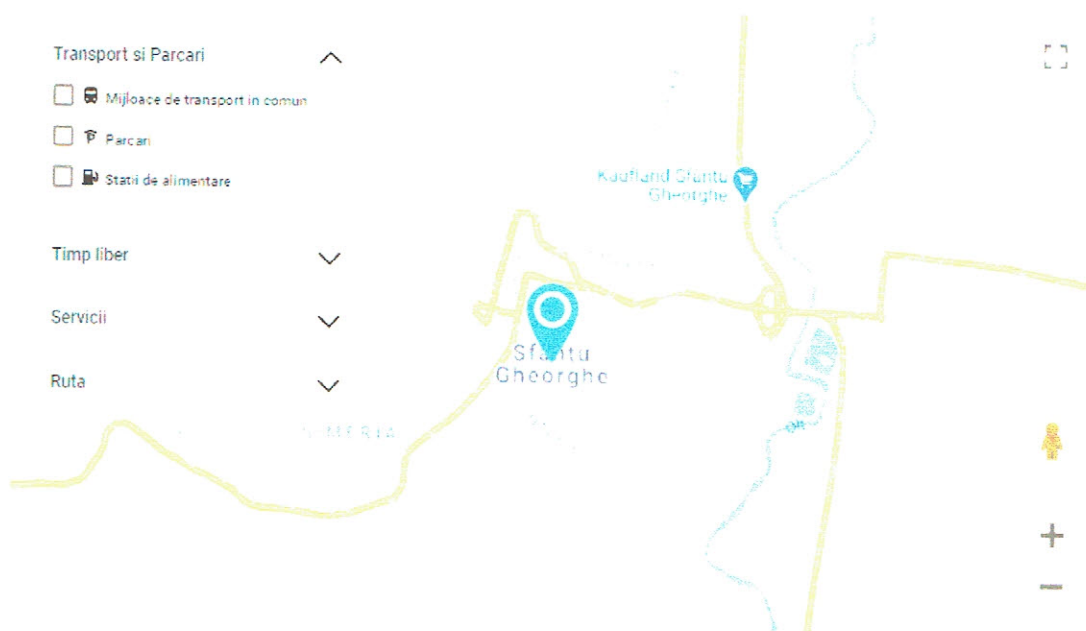 Transport si Parcari
Mijloace de transport in comun
Parcari
Statii de alimentare
Timp liber
Servicii
Ruta
Kaufland Sfantu
Gheorghe
Sfantu
Gheorghe